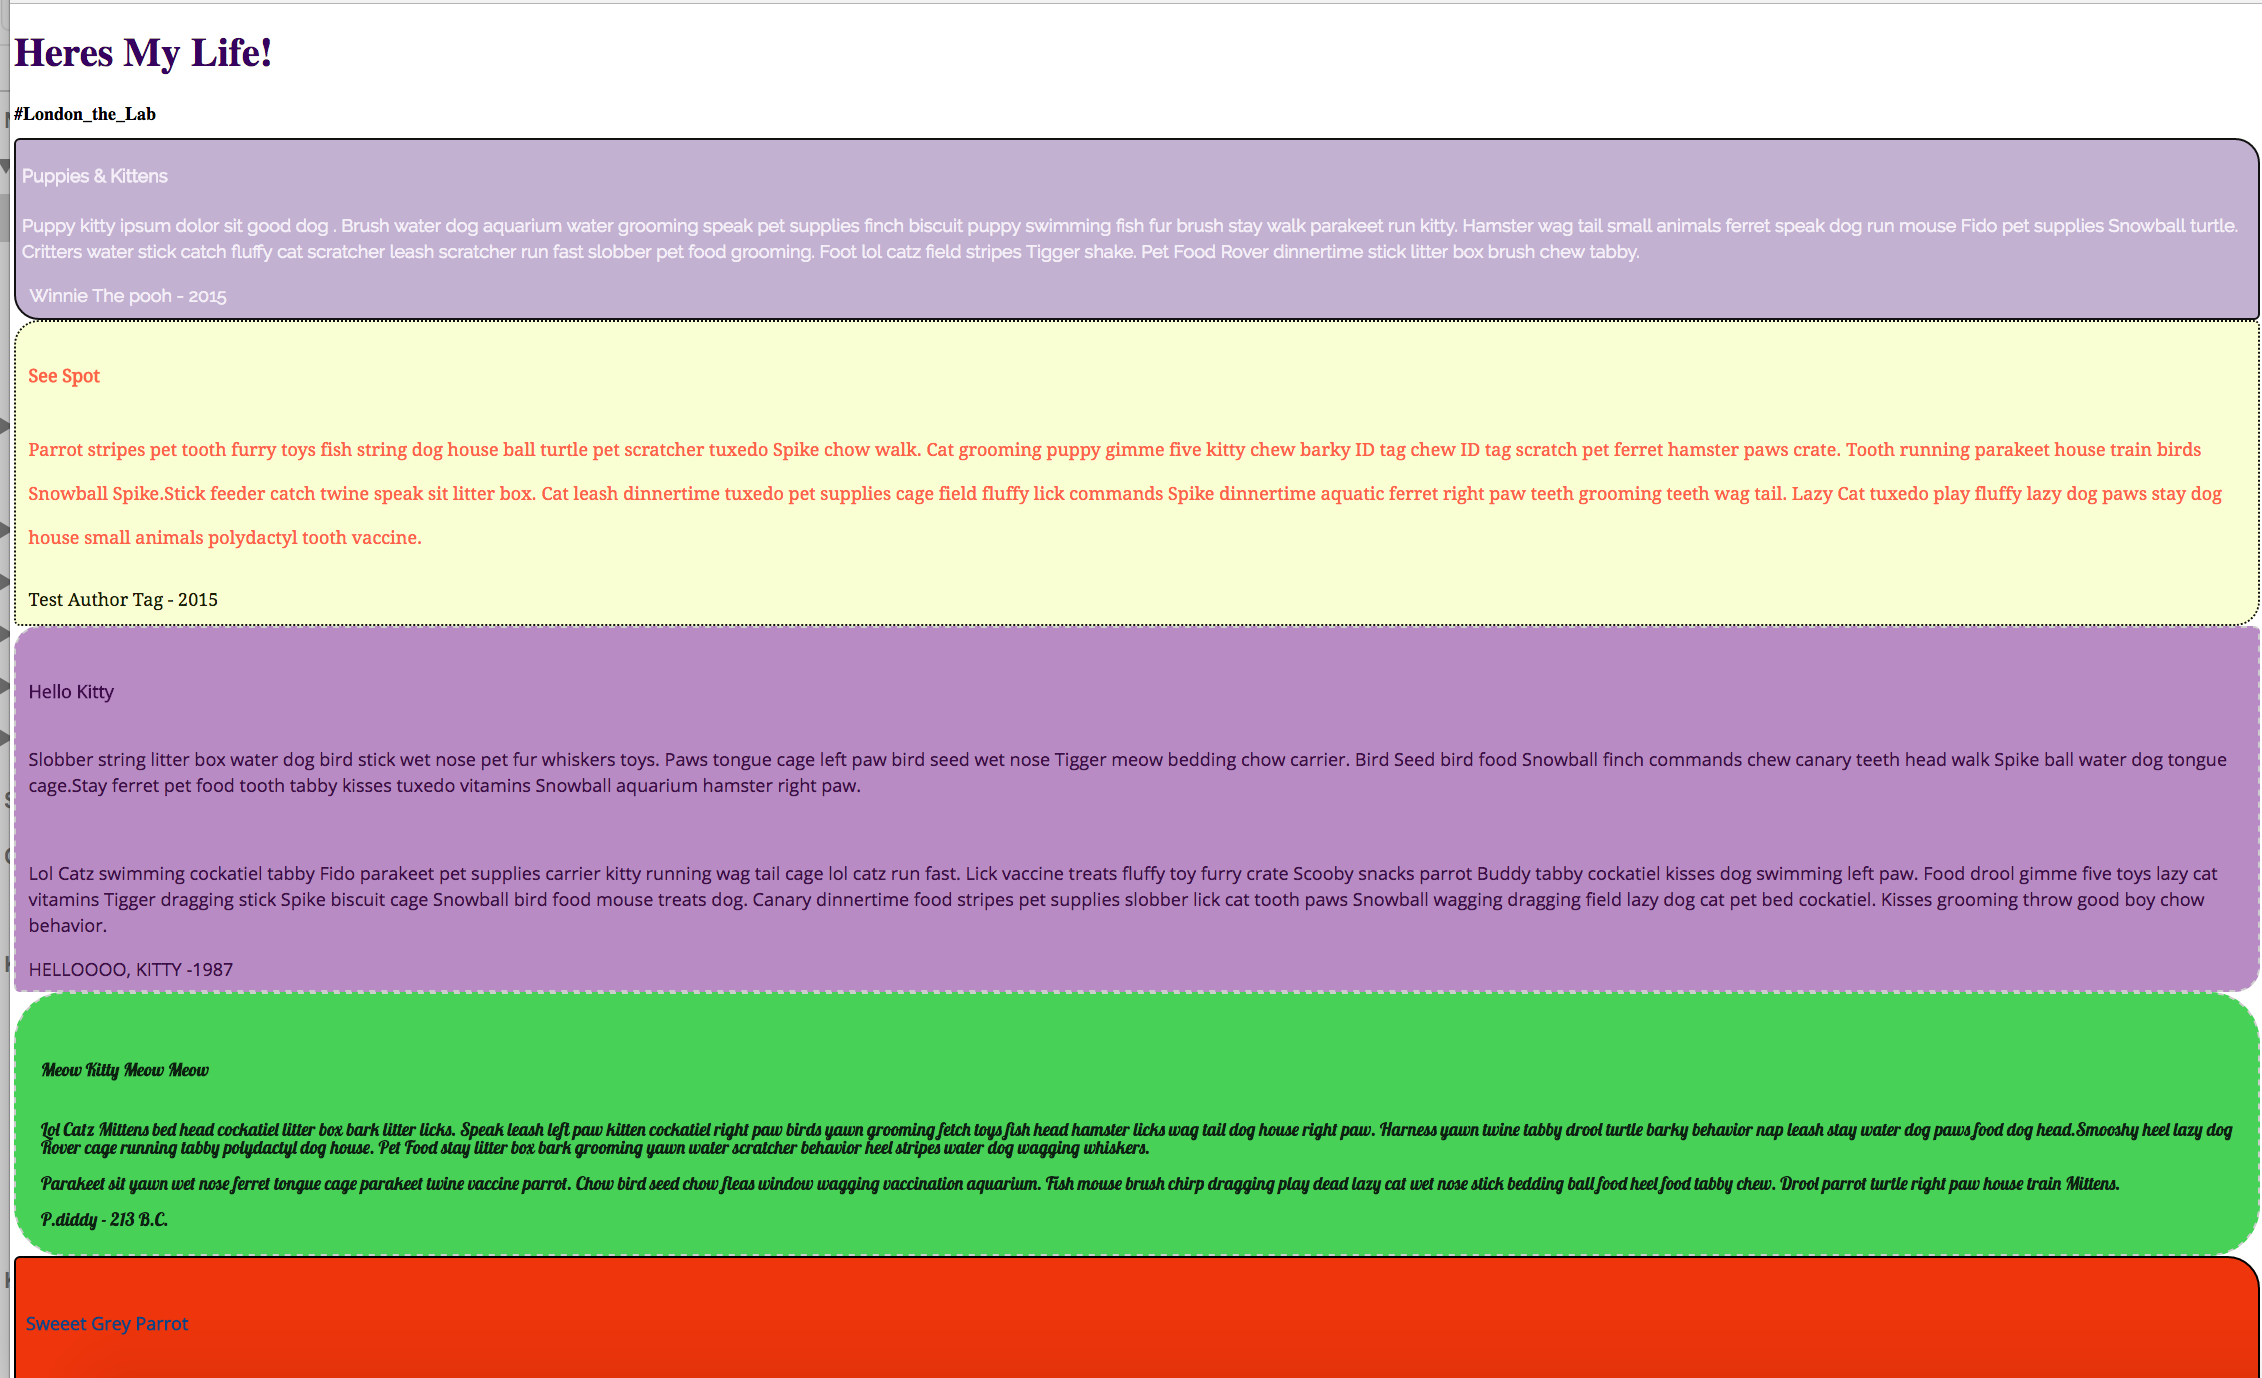 Heres My Life!
#London_the_Lab
Puppies & Kittens
Puppy kitty ipsum dolor sit good dog . Brush water dog aquarium water grooming speak pet supplies finch biscuit puppy swimming fish fur brush stay walk parakeet run kitty. Hamster wag tail small animals ferret speak dog run mouse Fido pet supplies Snowball turtle.
Critters water stick catch fluffy cat scratcher leash scratcher run fast slobber pet food grooming. Foot lol catz field stripes Tigger shake. Pet Food Rover dinnertime stick litter box brush chew tabby.
Winnie The pooh - 2015
See Spot
Parrot stripes pet tooth furry toys fish string dog house ball turtle pet scratcher tuxedo Spike chow walk. Cat grooming puppy gimme five kitty chew barky ID tag chew ID tag scratch pet ferret hamster paws crate. Tooth running parakeet house train birds
Snowball Spike.Stick feeder catch twine speak sit litter box. Cat leash dinnertime tuxedo pet supplies cage field fluffy lick commands Spike dinnertime aquatic ferret right paw teeth grooming teeth wag tail. Lazy Cat tuxedo play fluffy lazy dog paws stay dog
house small animals polydactyl tooth vaccine.
Test Author Tag - 2015
Hello Kitty
Slobber string litter box water dog bird stick wet nose pet fur whiskers toys. Paws tongue cage left paw bird seed wet nose Tigger meow bedding chow carrier. Bird Seed bird food Snowball finch commands chew canary teeth head walk Spike ball water dog tongue
cage.Stay ferret pet food tooth tabby kisses tuxedo vitamins Snowball aquarium hamster right paw.
Lol Catz swimming cockatiel tabby Fido parakeet pet supplies carrier kitty running wag tail cage lol catz run fast. Lick vaccine treats fluffy toy furry crate Scooby snacks parrot Buddy tabby cockatiel kisses dog swimming left paw. Food drool gimme five toys lazy cat
vitamins Tigger dragging stick Spike biscuit cage Snowball bird food mouse treats dog. Canary dinnertime food stripes pet supplies slobber lick cat tooth paws Snowball wagging dragging field lazy dog cat pet bed cockatiel. Kisses grooming throw good boy chow
behavior.
HELLOOOO, KITTY -1987
Meow Kitty Meow Meow
Lol Catz Mittens bed head cockatiel litter box bark litter licks. Speak leash left paw kitten cockatiel right paw birds yawn grooming fetch toys fish head hamster licks wag tail dog house right paw. Harness yawn twine tabby drool turtle barky behavior nap leash stay water dog paws food dog head.Smooshy heel lazy dog
Rover cage running tabby polydactyl dog house. Pet Food stay litter box bark grooming yawn water scratcher behavior heel stripes water dog wagging whiskers.
Parakeet sit yawn wet nose ferret tongue cage parakeet twine vaccine parrot. Chow bird seed chow fleas window wagging vaccination aquarium. Fish mouse brush chirp dragging play dead lazy cat wet nose stick bedding ball food heel food tabby chew. Drool parrot turtle right paw house train Mittens.
P.diddy - 213 B.C.
Sweeet Grey Parrot